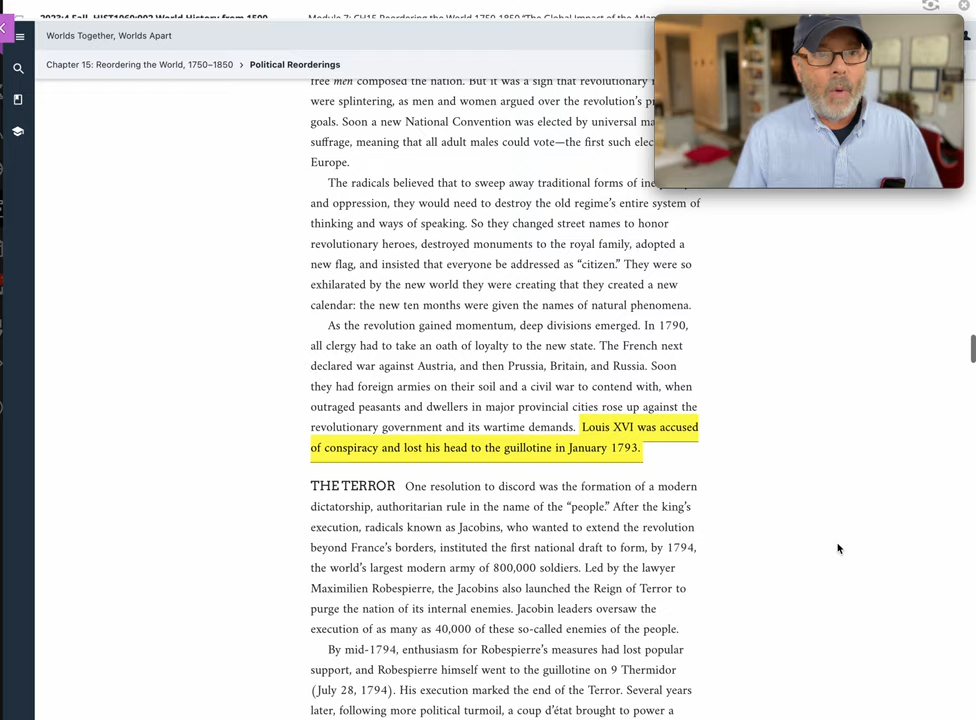 2023:4 Fall, HIST1060:002 World History from 1500
Module 7: CH15 Reordering the World 1750-1850 "The Global Impact of the Atla
Worlds Together, Worlds Apart
Chapter 15: Reordering the World, 1750–1850 › Political Reorderings
free men composed the nation. But it was a sign that revolutionary
were splintering, as men and women argued over the revolution's
goals. Soon a new National Convention was elected by universal
suffrage, meaning that all adult males could vote—the first such
Europe.
The radicals believed that to sweep away traditional forms of
and oppression, they would need to destroy the old regime's entire system of
thinking and ways of speaking. So they changed street names to honor
revolutionary heroes, destroyed monuments to the royal family, adopted a
new flag, and insisted that everyone be addressed as “citizen.” They were so
exhilarated by the new world they were creating that they created a new
calendar: the new ten months were given the names of natural phenomena.
As the revolution gained momentum, deep divisions emerged. In 1790,
all clergy had to take an oath of loyalty to the new state. The French next
declared war against Austria, and then Prussia, Britain, and Russia. Soon
they had foreign armies on their soil and a civil war to contend with, when
outraged peasants and dwellers in major provincial cities rose up against the
revolutionary government and its wartime demands. Louis XVI was accused
of conspiracy and lost his head to the guillotine in January 1793.
THE TERROR One resolution to discord was the formation of a modern
dictatorship, authoritarian rule in the name of the “people.” After the king's
execution, radicals known as Jacobins, who wanted to extend the revolution
beyond France's borders, instituted the first national draft to form, by 1794,
the world's largest modern army of 800,000 soldiers. Led by the lawyer
Maximilien Robespierre, the Jacobins also launched the Reign of Terror to
purge the nation of its internal enemies. Jacobin leaders oversaw the
execution of as many as 40,000 of these so-called enemies of the people.
By mid-1794, enthusiasm for Robespierre's measures had lost popular
support, and Robespierre himself went to the guillotine on 9 Thermidor
(July 28, 1794). His execution marked the end of the Terror. Several years
later, following more political turmoil, a coup d'état brought to power a